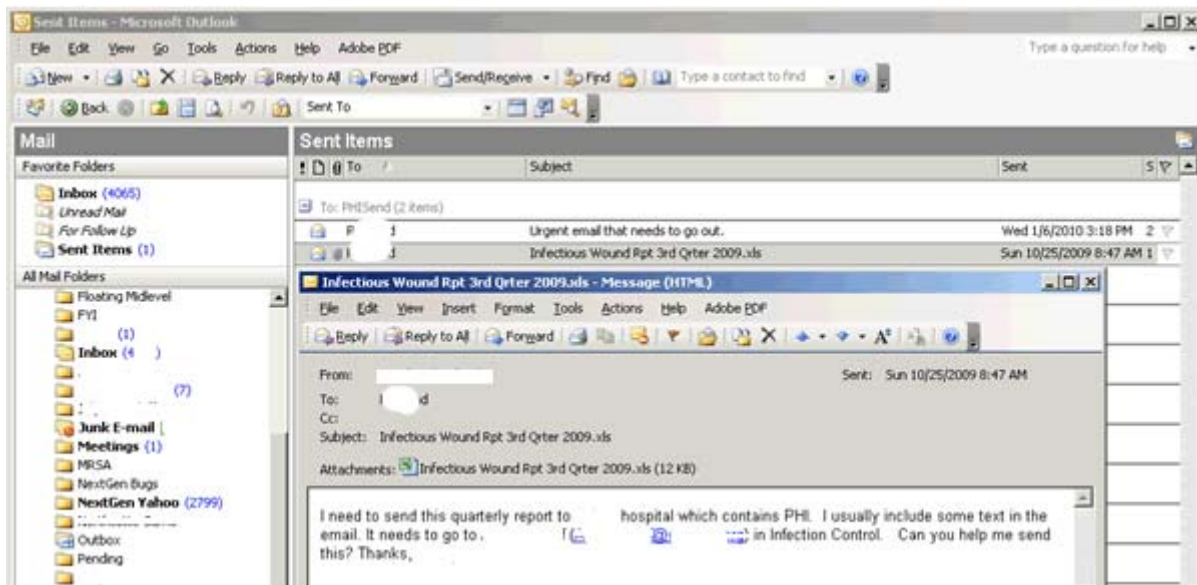 Sent Items - Microsoft Outlook
File Edit View Go Tools Actions Help Adobe PDF Type a question for help
New Reply Reply to All Forward Send/Receive Find Type a contact to find
Back Sent To
Mail Sent Items
Favorite Folders To Subject Sent S
Inbox (4065)
Unread Mail To: PHISend (2 items)
For Follow Up Urgent email that needs to go out. Wed 1/6/2010 3:18 PM 2
Sent Items (1) Infectious Wound Rpt 3rd Qrter 2009.xls Sun 10/25/2009 8:47 AM 1
All Mail Folders
Floating Midlevel
FYI
(1)
Inbox (4 )
(7)
Junk E-mail
Meetings (1)
MRSA
NextGen Bugs
NextGen Yahoo (2799)
Outbox
Pending
Infectious Wound Rpt 3rd Qrter 2009.xls - Message (HTML)
File Edit View Insert Format Tools Actions Help Adobe PDF
Reply Reply to All Forward
From: Sent: Sun 10/25/2009 8:47 AM
To:
Cc:
Subject: Infectious Wound Rpt 3rd Qrter 2009.xls
Attachments: Infectious Wound Rpt 3rd Qrter 2009.xls (12 KB)
I need to send this quarterly report to hospital which contains PHI. I usually include some text in the
email. It needs to go to . in Infection Control. Can you help me send
this? Thanks,